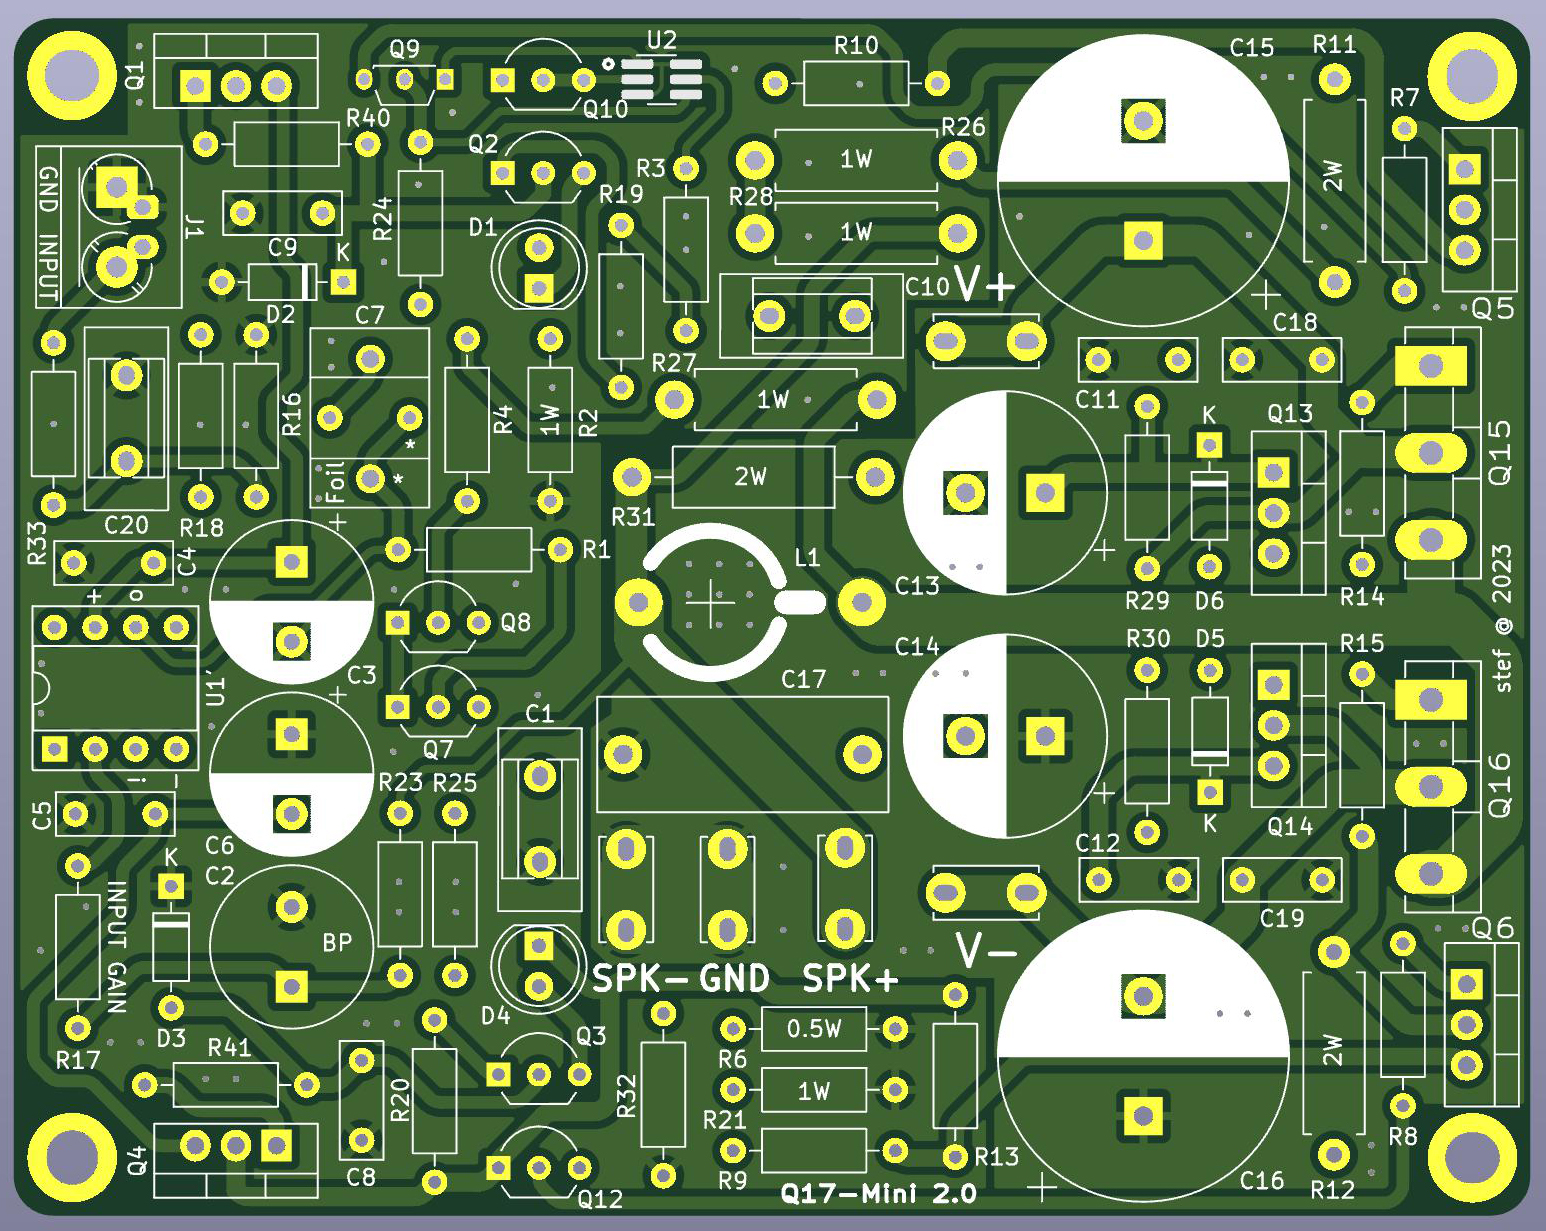 Q1
Q9
U2
R10
C15
R11
R7
Q10
R40
Q2
R3
R26
1W
2W
R28
GND INPUT
J1
R24
R19
D1
1W
C9
K
V+
C10
Q5
D2
C7
C18
R27
1W
C11
K
Q13
R16
R4
1W
R2
*
Foil
*
Q15
2W
R33
C20
R18
+
R31
R1
L1
C4
+
+
C13
R29
D6
R14
+
o
Q8
stef @ 2023
R30
D5
R15
C14
U1'
C3
+
C17
C1
Q7
Q16
R23
R25
i
-
C5
+
K
C6
Q14
C12
K
C2
INPUT GAIN
BP
C19
Q6
V-
SPK-
GND
SPK+
D4
D3
R17
R41
Q3
0.5W
R6
2W
R20
R32
1W
R21
R8
Q4
C8
R9
R13
Q12
Q17-Mini 2.0
+
C16
R12